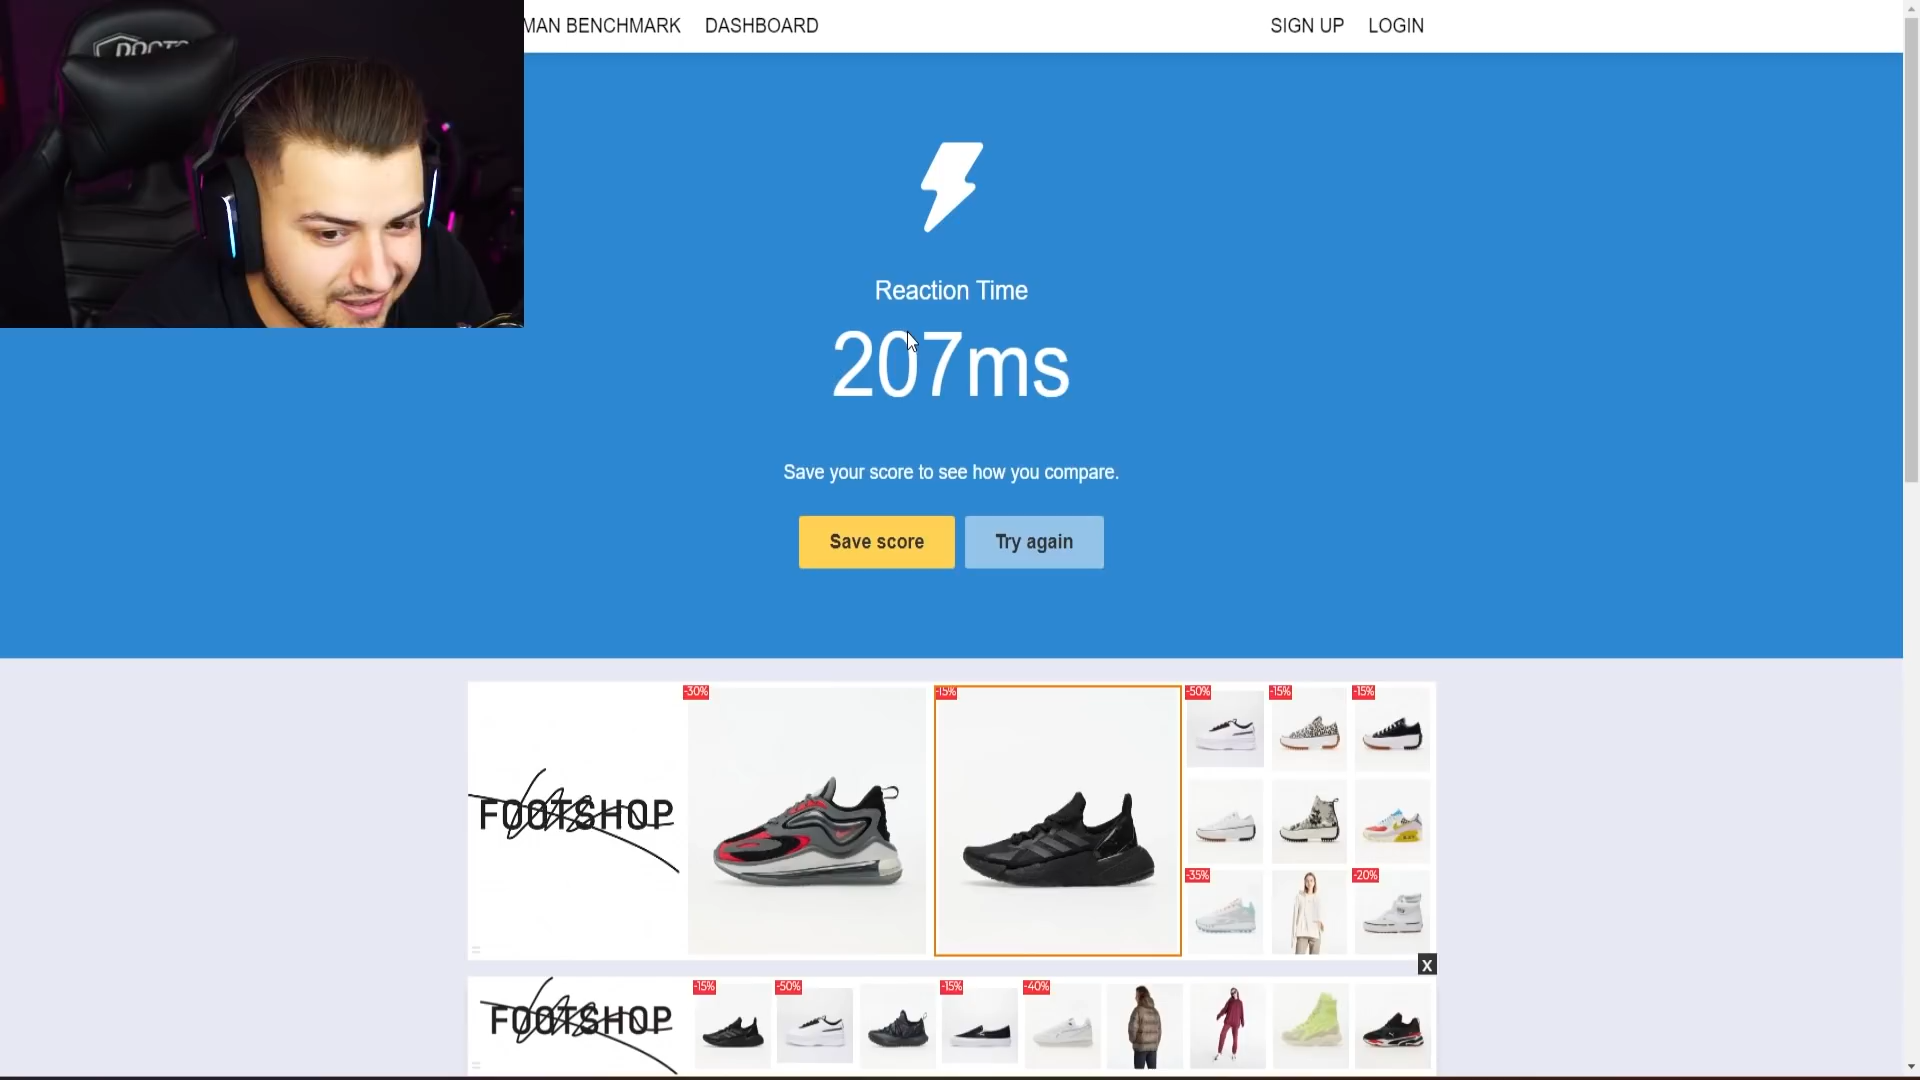 MAN BENCHMARK
DASHBOARD
SIGN UP
LOGIN
Reaction Time
207ms
Save your score to see how you compare.
Save score
Try again
-30%
-15%
-50%
-15%
-15%
FOOTSHOP
-35%
-20%
X
-15%
-50%
-15%
-40%
FOOTSHOP